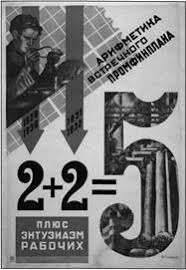 АРИФМЕТИКА
ВСТРЕЧНОГО
ПРОМФИНПЛАНА
2+2=5
ПЛЮС
ЭНТУЗИАЗМ
РАБОЧИХ